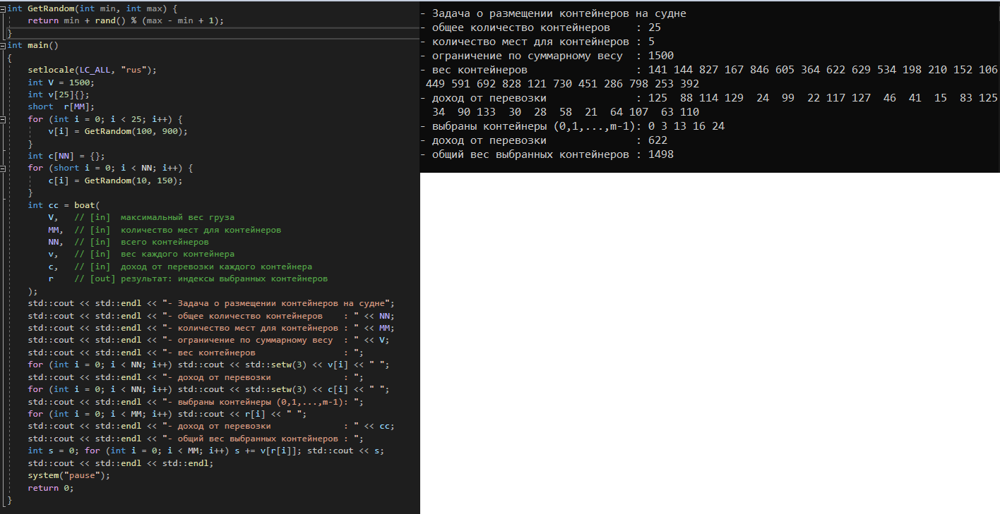 int GetRandom(int min, int max) {
    return min + rand() % (max - min + 1);
}
int main()
{
    setlocale(LC_ALL, "rus");
    int V = 1500;
    int v[25]{};
    short  r[MM];
    for (int i = 0; i < 25; i++) {
        v[i] = GetRandom(100, 900);
    }
    int c[NN] = {};
    for (short i = 0; i < NN; i++) {
        c[i] = GetRandom(10, 150);
    }
    int cc = boat(
        V,   // [in]  максимальный вес груза
        MM,  // [in]  количество мест для контейнеров
        NN,  // [in]  всего контейнеров
        v,   // [in]  вес каждого контейнера
        c,   // [in]  доход от перевозки каждого контейнера
        r    // [out] результат: индексы выбранных контейнеров
    );
    std::cout << std::endl << "- Задача о размещении контейнеров на судне";
    std::cout << std::endl << "- общее количество контейнеров    : " << NN;
    std::cout << std::endl << "- количество мест для контейнеров : " << MM;
    std::cout << std::endl << "- ограничение по суммарному весу  : " << V;
    std::cout << std::endl << "- вес контейнеров                 : ";
    for (int i = 0; i < NN; i++) std::cout << std::setw(3) << v[i] << " ";
    std::cout << std::endl << "- доход от перевозки              : ";
    for (int i = 0; i < NN; i++) std::cout << std::setw(3) << c[i] << " ";
    std::cout << std::endl << "- выбраны контейнеры (0,1,...,m-1): ";
    for (int i = 0; i < MM; i++) std::cout << r[i] << " ";
    std::cout << std::endl << "- доход от перевозки              : " << cc;
    std::cout << std::endl << "- общий вес выбранных контейнеров : ";
    int s = 0; for (int i = 0; i < MM; i++) s += v[r[i]]; std::cout << s;
    std::cout << std::endl << std::endl;
    system("pause");
    return 0;
}
- Задача о размещении контейнеров на судне
- общее количество контейнеров    : 25
- количество мест для контейнеров : 5
- ограничение по суммарному весу  : 1500
- вес контейнеров                 : 141 144 827 167 846 605 364 622 629 534 198 210 152 106
449 591 692 828 121 730 451 286 798 253 392
- доход от перевозки              : 125  88 114 129  24  99  22 117 127  46  41  15  83 125
34  90 133  30  28  58  21  64 107  63 110
- выбраны контейнеры (0,1,...,m-1): 0 3 13 16 24
- доход от перевозки              : 622
- общий вес выбранных контейнеров : 1498